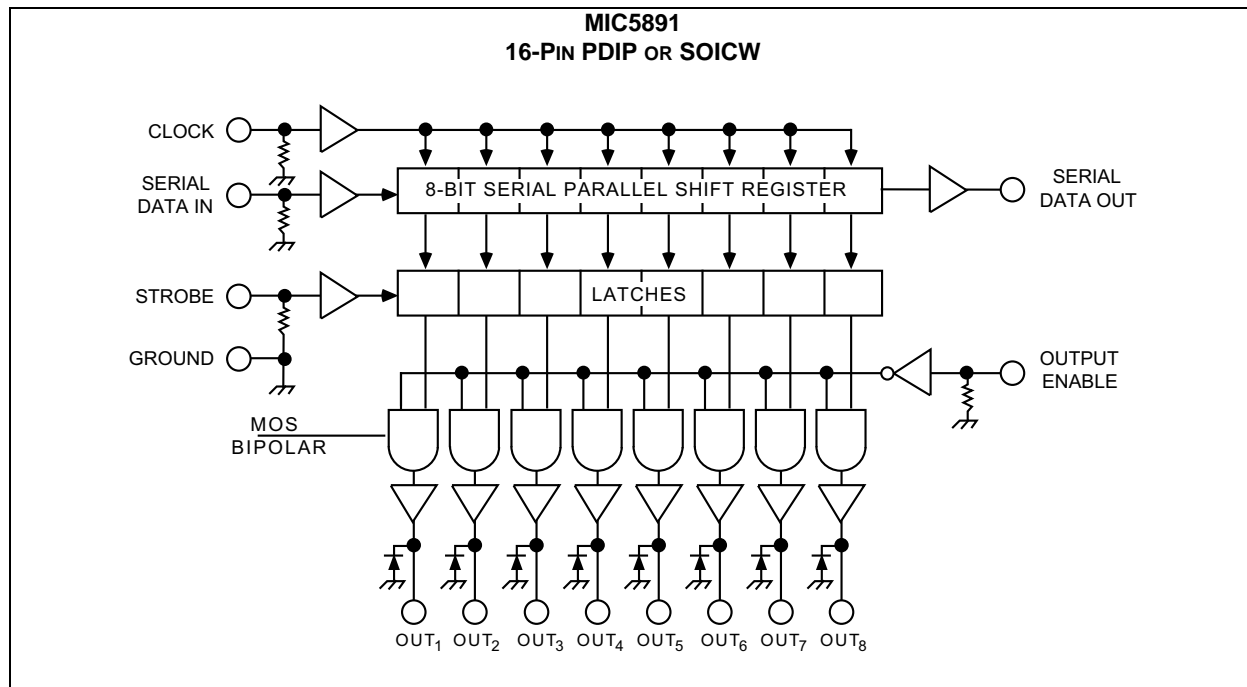 MIC5891
16-PIN PDIP OR SOICW
CLOCK
SERIAL
DATA IN
8-BIT SERIAL PARALLEL SHIFT REGISTER
SERIAL
DATA OUT
STROBE
LATCHES
GROUND
OUTPUT
ENABLE
MOS
BIPOLAR
OUT1 OUT2 OUT3 OUT4 OUT5 OUT6 OUT7 OUT8